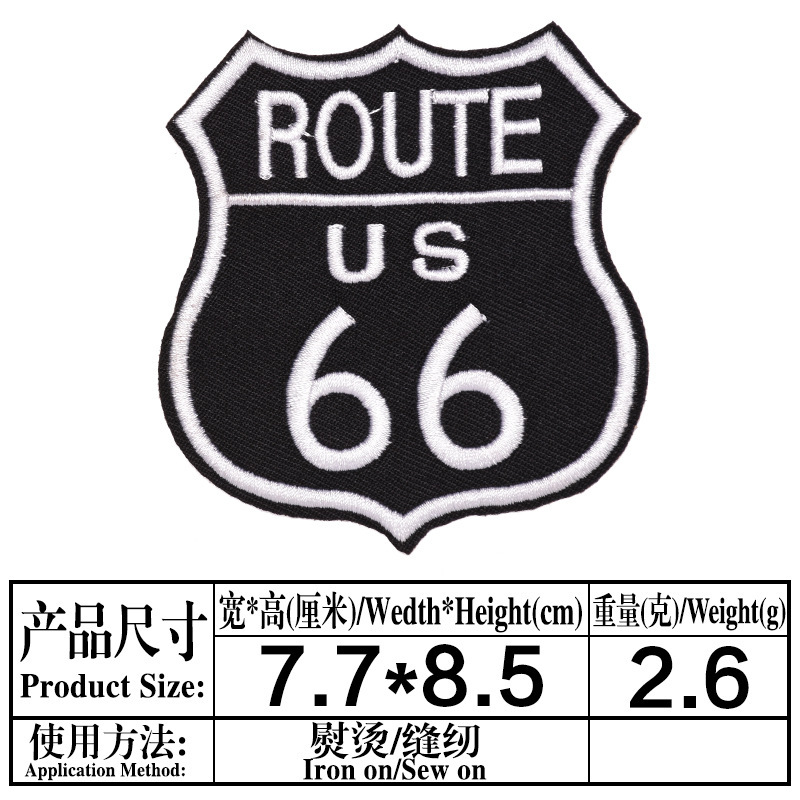 ROUTE
US
66
产品尺寸
Product Size:
宽*高(厘米)/Wedth*Height(cm)
7.7*8.5
重量(克)/Weight(g)
2.6
使用方法:
Application Method:
熨烫/缝纫
Iron on/Sew on